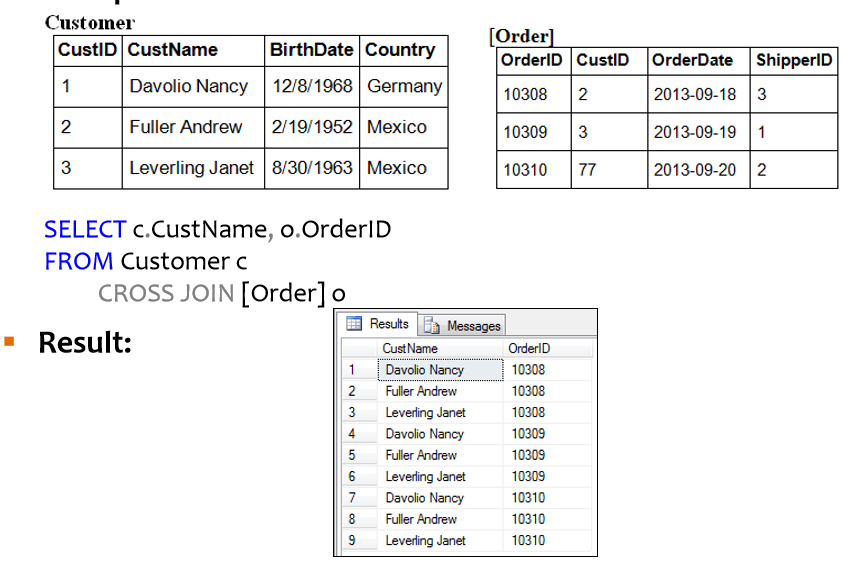 Customer
CustID CustName BirthDate Country
1 Davolio Nancy 12/8/1968 Germany
2 Fuller Andrew 2/19/1952 Mexico
3 Leverling Janet 8/30/1963 Mexico
[Order]
OrderID CustID OrderDate ShipperID
10308 2 2013-09-18 3
10309 3 2013-09-19 1
10310 77 2013-09-20 2
SELECT c.CustName, o.OrderID
FROM Customer c
CROSS JOIN [Order] o
Result:
Results Messages
CustName OrderID
1 Davolio Nancy 10308
2 Fuller Andrew 10308
3 Leverling Janet 10308
4 Davolio Nancy 10309
5 Fuller Andrew 10309
6 Leverling Janet 10309
7 Davolio Nancy 10310
8 Fuller Andrew 10310
9 Leverling Janet 10310